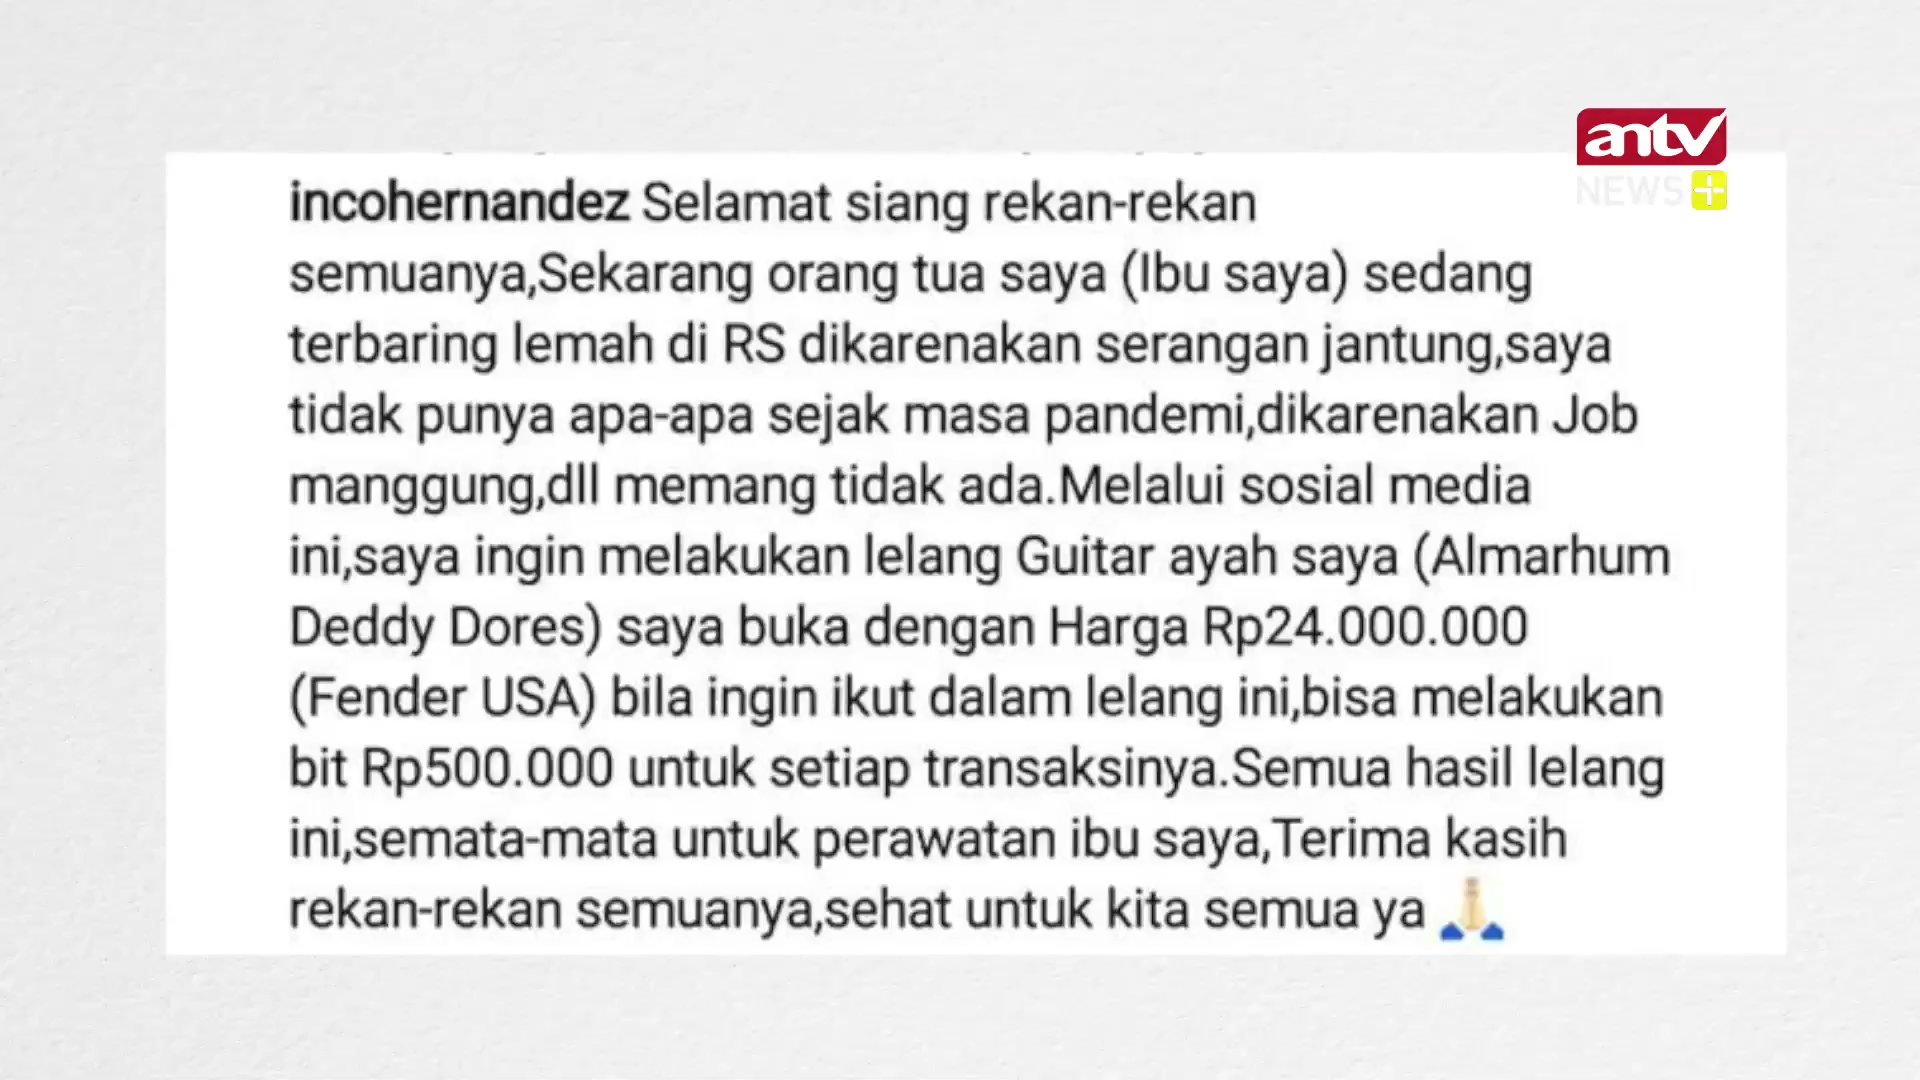 antv
NEWS+
incohernandez Selamat siang rekan-rekan
semuanya,Sekarang orang tua saya (Ibu saya) sedang
terbaring lemah di RS dikarenakan serangan jantung,saya
tidak punya apa-apa sejak masa pandemi,dikarenakan Job
manggung,dll memang tidak ada.Melalui sosial media
ini,saya ingin melakukan lelang Guitar ayah saya (Almarhum
Deddy Dores) saya buka dengan Harga Rp24.000.000
(Fender USA) bila ingin ikut dalam lelang ini,bisa melakukan
bit Rp500.000 untuk setiap transaksinya.Semua hasil lelang
ini,semata-mata untuk perawatan ibu saya,Terima kasih
rekan-rekan semuanya,sehat untuk kita semua ya 🙏🏻